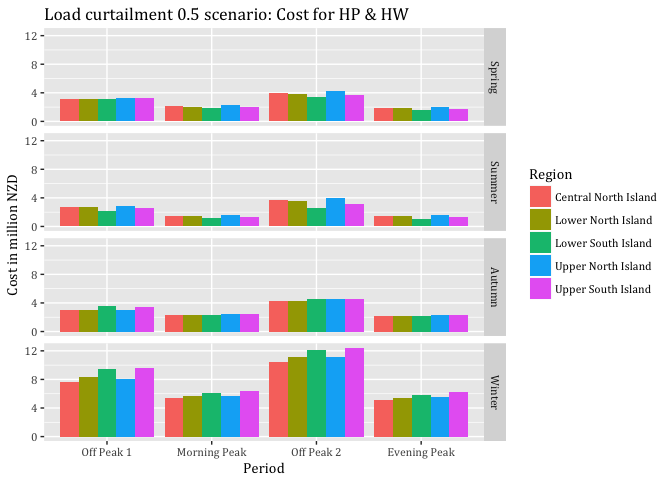 Load curtailment 0.5 scenario: Cost for HP & HW
Cost in million NZD
12
8
4
0
Spring
12
8
4
0
Summer
12
8
4
0
Autumn
12
8
4
0
Winter
Off Peak 1
Morning Peak
Off Peak 2
Evening Peak
Period
Region
Central North Island
Lower North Island
Lower South Island
Upper North Island
Upper South Island